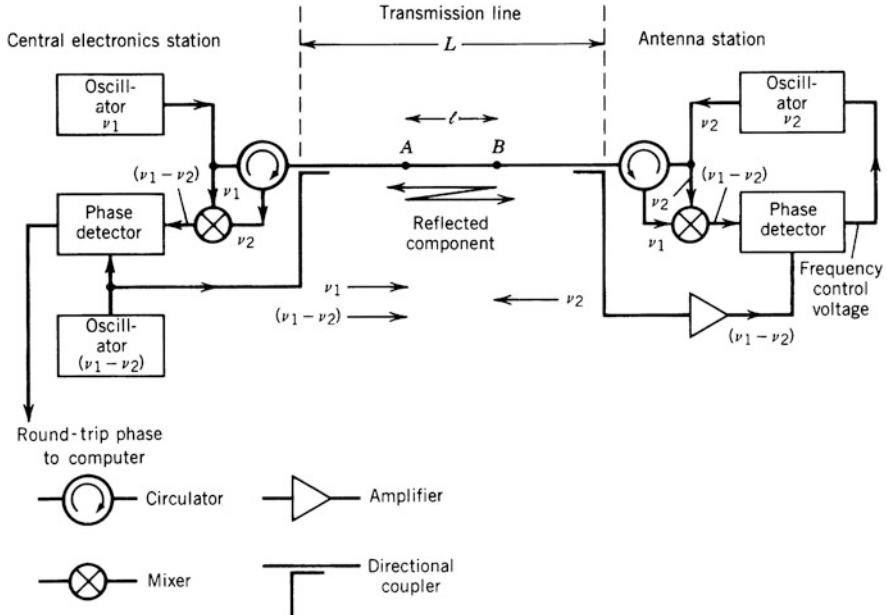 Transmission line
Central electronics station
L
Antenna station
Oscill-
ator
ν1
ℓ
A
B
ν2
Oscill-
ator
ν2
(ν1 − ν2)
ν1
ν2
(ν1 − ν2)
Phase
detector
ν2
Reflected
component
ν1
Phase
detector
ν1
ν2
Frequency
control
voltage
(ν1 − ν2)
Oscill-
ator
(ν1 − ν2)
(ν1 − ν2)
Round-trip phase
to computer
Circulator
Amplifier
Mixer
Directional
coupler